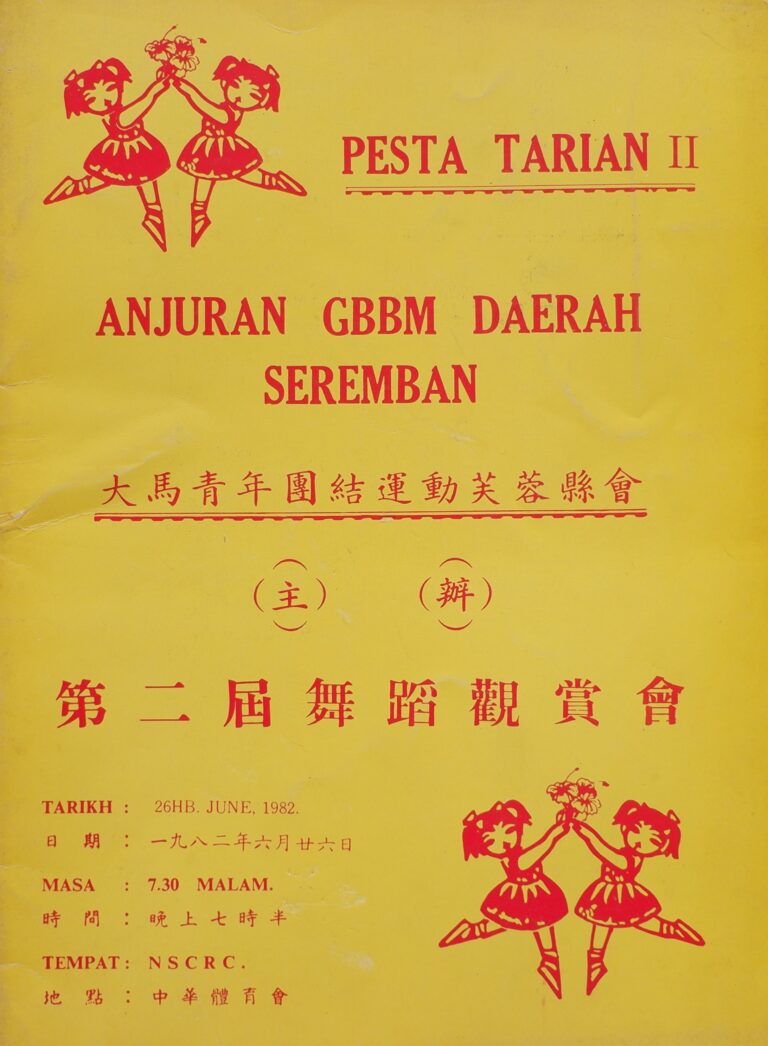 PESTA TARIAN II
ANJURAN GBBM DAERAH
SEREMBAN
大馬青年團結運動芙蓉縣會
(主) (辦)
第二屆舞蹈觀賞會
TARIKH : 26HB. JUNE, 1982.
日期 : 一九八二年六月廿六日
MASA : 7.30 MALAM.
時間 : 晚上七時半
TEMPAT : N S C R C .
地點 : 中華體育會